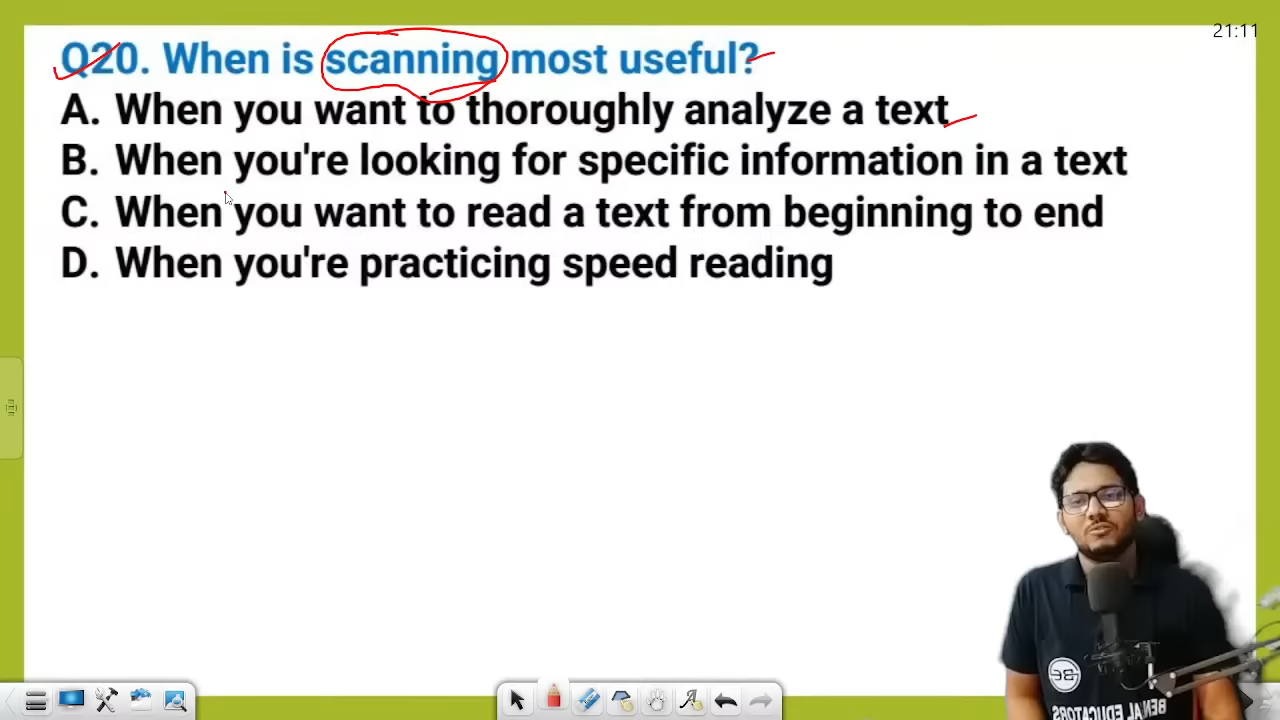 21:11
Q20. When is scanning most useful?
A. When you want to thoroughly analyze a text
B. When you're looking for specific information in a text
C. When you want to read a text from beginning to end
D. When you're practicing speed reading